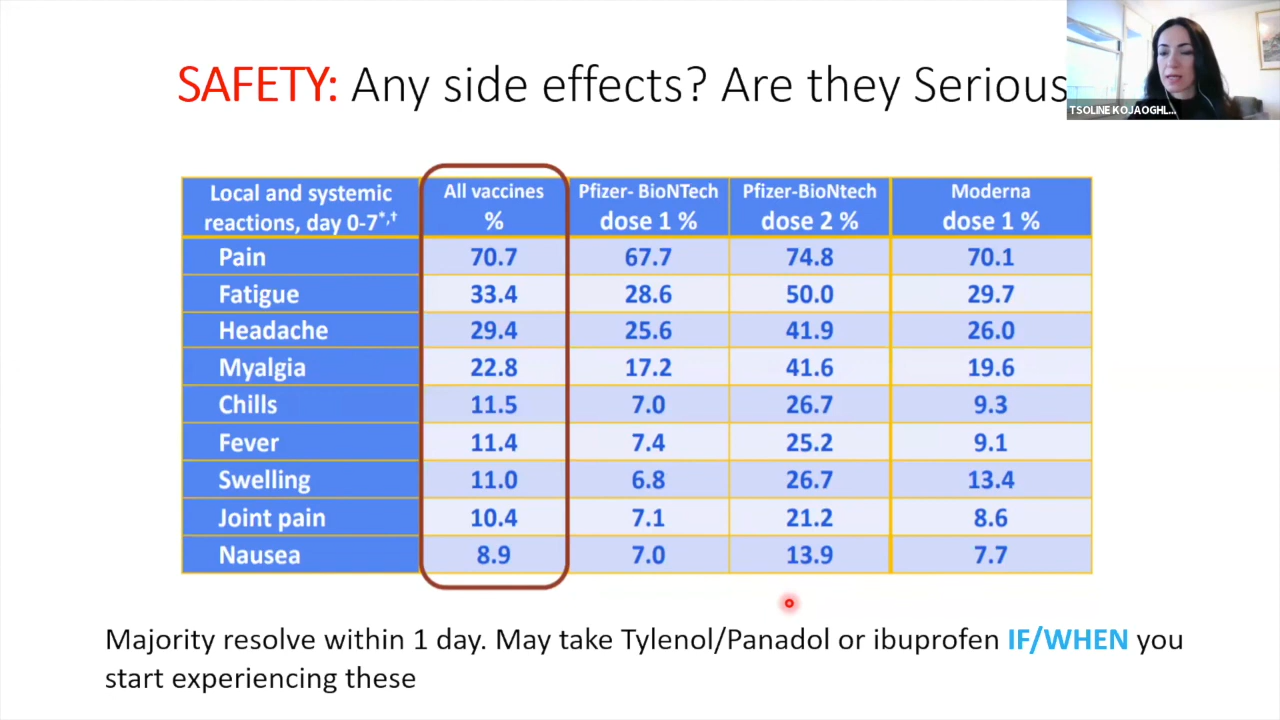 SAFETY: Any side effects? Are they Serious
TSOLINE KOJAOGHL...
Local and systemic reactions, day 0-7*,† All vaccines % Pfizer- BioNTech dose 1 % Pfizer-BioNtech dose 2 % Moderna dose 1 %
Pain 70.7 67.7 74.8 70.1
Fatigue 33.4 28.6 50.0 29.7
Headache 29.4 25.6 41.9 26.0
Myalgia 22.8 17.2 41.6 19.6
Chills 11.5 7.0 26.7 9.3
Fever 11.4 7.4 25.2 9.1
Swelling 11.0 6.8 26.7 13.4
Joint pain 10.4 7.1 21.2 8.6
Nausea 8.9 7.0 13.9 7.7
Majority resolve within 1 day. May take Tylenol/Panadol or ibuprofen IF/WHEN you
start experiencing these